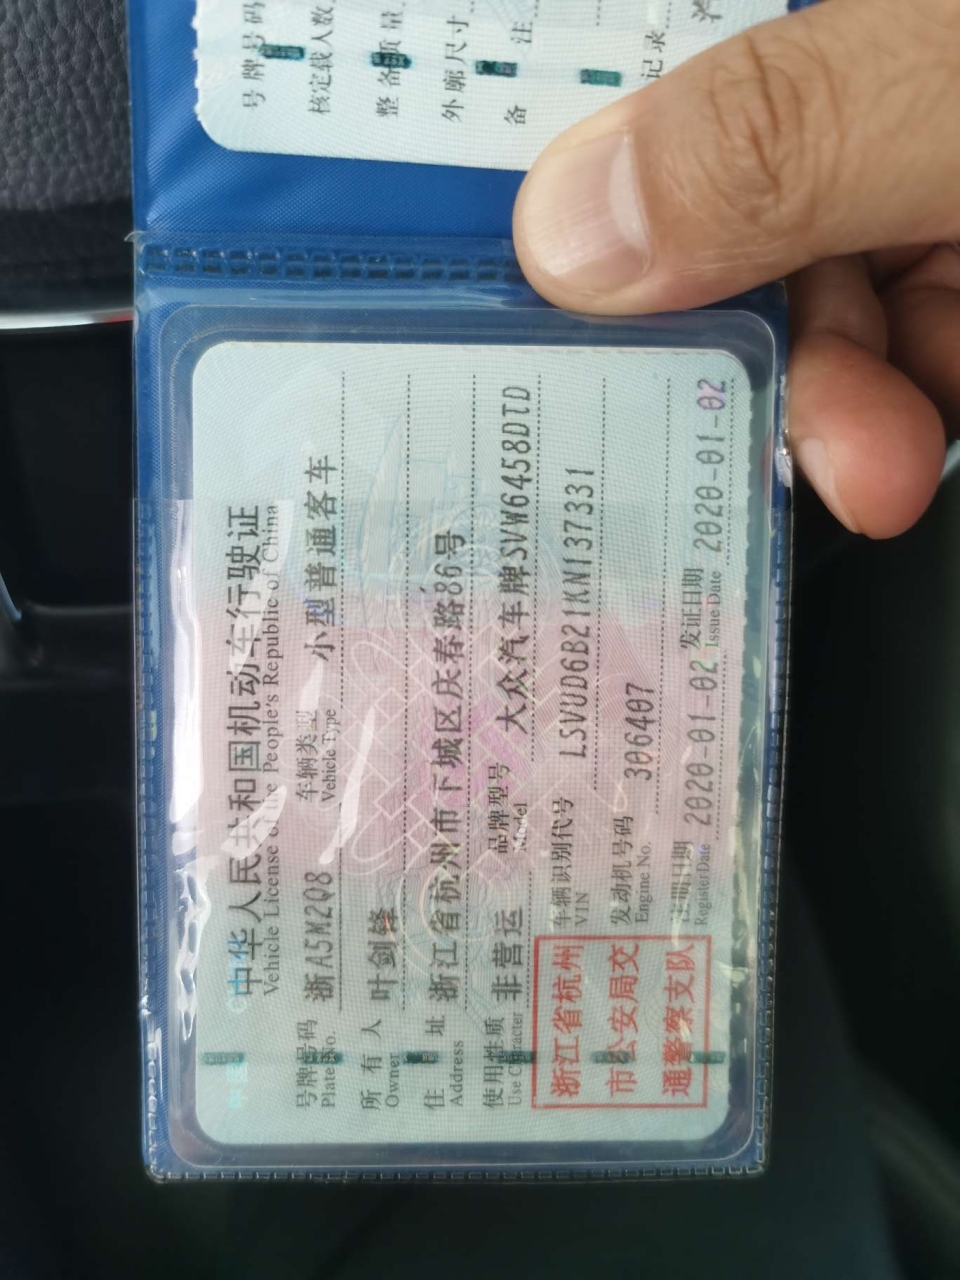 中华人民共和国机动车行驶证
Vehicle License of the People's Republic of China
号牌号码 浙A5M2Q8 车辆类型 小型普通客车
Plate No. Vehicle Type
所有人 叶剑锋
Owner
住址 浙江省杭州市下城区庆春路86号
Address
使用性质 非营运 品牌型号 大众汽车牌SVW6458DTD
Use Character Model
浙江省杭州
市公安局交
通警察支队
车辆识别代号 LSVUD6B21KN137331
VIN
发动机号码 306407
Engine No.
注册日期 2020-01-02 发证日期 2020-01-02
Register Date Issue Date
号牌号码
核定载人数
整备质量
外廓尺寸
备注
记录